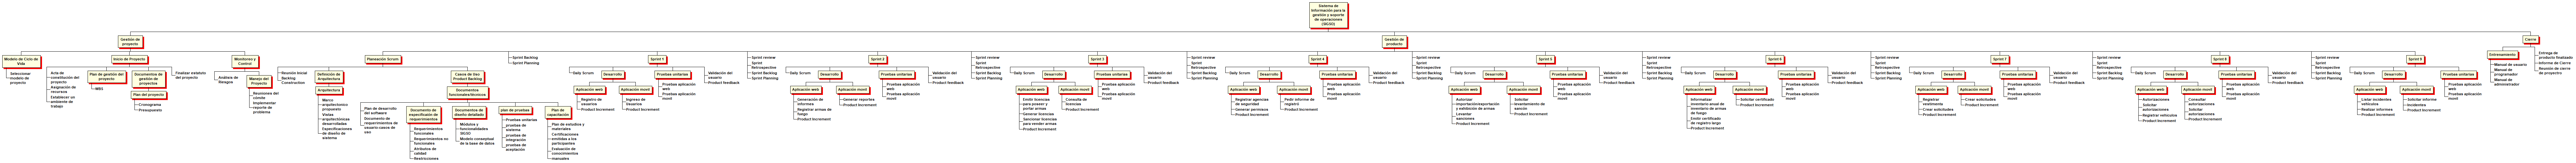 Sistema de
información para la
gestión y soporte
de operaciones
(SIGSO)
Gestión de
proyecto
Modelo de Ciclo de
Vida
Seleccionar
modelo de
proyecto
Inicio de Proyecto
Acta de
constitución del
proyecto
Asignación de
recursos
Establecer un
ambiente de
trabajo
Plan de gestión del
proyecto
WBS
Documentos de
gestión de
proyectos
Plan del proyecto
Cronograma
Presupuesto
Finalizar estatuto
del proyecto
Monitoreo y
Control
Análisis de
Riesgos
Manejo del
Proyecto
Reuniones del
cómite
Implementar
reporte de
problema
Gestión de
producto
Planeación Scrum
Reunión Inicial
Backlog
Construction
Definición de
Arquitectura
Arquitectura
Marco
arquitectonico
propuesto
Vistas
arquitectónicas
desarrolladas
Especificaciones
de diseño de
sistema
Casos de Uso
Product Backlog
Documentos
funcionales/técnicos
Plan de desarrollo
del software
Documento de
requerimientos de
usuario-casos de
uso
Documento de
especificación de
requerimientos
Requerimientos
funcionales
Requerimientos no
funcionales
Atributos de
calidad
Restricciones
Documentos de
diseño detallado
Módulos y
funcionalidades
SIGSO
Modelo conceptual
de la base de datos
plan de pruebas
Pruebas unitarias
pruebas de
sistema
pruebas de
integración
pruebas de
aceptación
Plan de
capacitación
Plan de estudios y
materiales
Certificaciones
emitidas a los
participantes
Evaluación de
conocimientos
manuales
Sprint Backlog
Sprint Planning
Sprint 1
Daily Scrum
Desarrollo
Aplicación web
Registro de
usuarios
Product Increment
Aplicación movil
Ingreso de
Usuarios
Product Increment
Pruebas unitarias
Pruebas aplicación
web
Pruebas aplicación
movil
Validación del
usuario
Product feedback
Sprint review
Sprint
Retrospective
Sprint Backlog
Sprint Planning
Sprint 2
Daily Scrum
Desarrollo
Aplicación web
Generación de
informes
Registrar armas de
fuego
Product Increment
Aplicación movil
Generar reportes
Product Increment
Pruebas unitarias
Pruebas aplicación
web
Pruebas aplicación
movil
Validación del
usuario
Product feedback
Sprint review
Sprint
Retrospective
Sprint Backlog
Sprint Planning
Sprint 3
Daily Scrum
Desarrollo
Aplicación web
Emitir licencias
para poseer y
portar armas
Generar licencias
Sancionar licencias
para vender armas
Product Increment
Aplicación movil
Consulta de
licencias
Product Increment
Pruebas unitarias
Pruebas aplicación
web
Pruebas aplicación
movil
Validación del
usuario
Product feedback
Sprint review
Sprint
Retrospective
Sprint Backlog
Sprint Planning
Sprint 4
Daily Scrum
Desarrollo
Aplicación web
Registrar agencias
de seguridad
Generar permisos
Product Increment
Aplicación movil
Pedir informe de
registro
Product Increment
Pruebas unitarias
Pruebas aplicación
web
Pruebas aplicación
movil
Validación del
usuario
Product feedback
Sprint review
Sprint
Retrospective
Sprint Backlog
Sprint Planning
Sprint 5
Daily Scrum
Desarrollo
Aplicación web
Autorizar
importación/exportación
y exhibición de armas
Levantar
sanciones
Product Increment
Aplicación movil
Solicitar
levantamiento de
sanción
Product Increment
Pruebas unitarias
Pruebas aplicación
web
Pruebas aplicación
movil
Validación del
usuario
Product feedback
Sprint review
Sprint
Retrospective
Sprint Backlog
Sprint Planning
Sprint 6
Daily Scrum
Desarrollo
Aplicación web
Informatizar
inventario anual de
inventario de armas
de fuego
Emitir certificado
de registro largo
Product Increment
Aplicación movil
Solicitar certificado
Product Increment
Pruebas unitarias
Pruebas aplicación
web
Pruebas aplicación
movil
Validación del
usuario
Product feedback
Sprint review
Sprint
Retrospective
Sprint Backlog
Sprint Planning
Sprint 7
Daily Scrum
Desarrollo
Aplicación web
Registrar
intendencia
Crear solicitudes
Product Increment
Aplicación movil
Crear solicitudes
Product Increment
Pruebas unitarias
Pruebas aplicación
web
Pruebas aplicación
movil
Validación del
usuario
Product feedback
Sprint review
Sprint
Retrospective
Sprint Backlog
Sprint Planning
Sprint 8
Daily Scrum
Desarrollo
Aplicación web
Autorizaciones
Solicitar
autorizaciones
Registrar vehículos
Product Increment
Aplicación movil
Consultar
autorizaciones
Solicitar
autorizaciones
Product Increment
Pruebas unitarias
Pruebas aplicación
web
Pruebas aplicación
movil
Validación del
usuario
Product feedback
Sprint review
Sprint
Retrospective
Sprint Backlog
Sprint Planning
Sprint 9
Daily Scrum
Desarrollo
Aplicación web
Listar incidentes
vehículos
Realizar informes
Product Increment
Aplicación movil
Solicitar informe
incidentes
Product Increment
Pruebas unitarias
Pruebas aplicación
web
Pruebas aplicación
movil
Cierre
Entrenamiento
Manual de usuario
Manual de
programador
Manual de
administrador
Entrega de
producto finalizado
Informe de Cierre
Reunión de cierre
de proyectro